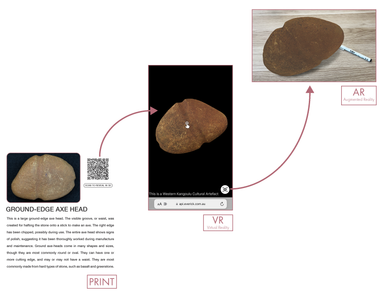 AR
Augmented Reality
This is a Western Kangoulu Cultural Artefact.
VR
Virtual Reality
GROUND-EDGE AXE HEAD
This is a large ground-edge axe head. The visible groove, or waist, was
created for hafting the stone onto a stick to make an axe. The right edge
has been chipped, possibly during use. The entire axe head shows signs
of polish, suggesting it has been thoroughly worked during manufacture
and maintenance. Ground axe-heads come in many shapes and sizes,
though they are most commonly round or oval. They can have one or
more cutting edge, and may or may not have a waist. They are most
commonly made from hard types of stone, such as basalt and greenstone.
PRINT